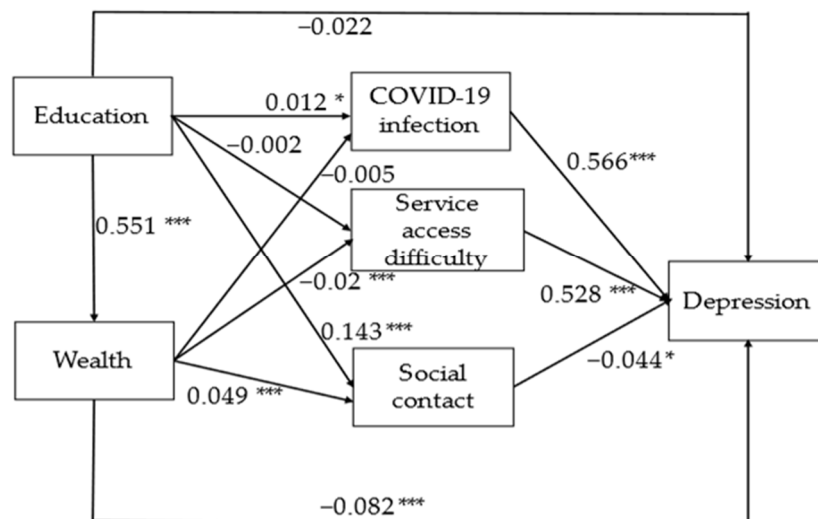 −0.022
Education
0.012 *
COVID-19
infection
−0.002
−0.005
0.566***
0.551 ***
Service
access
difficulty
−0.02 ***
0.528 ***
Depression
Wealth
0.143***
0.049 ***
Social
contact
−0.044*
−0.082***